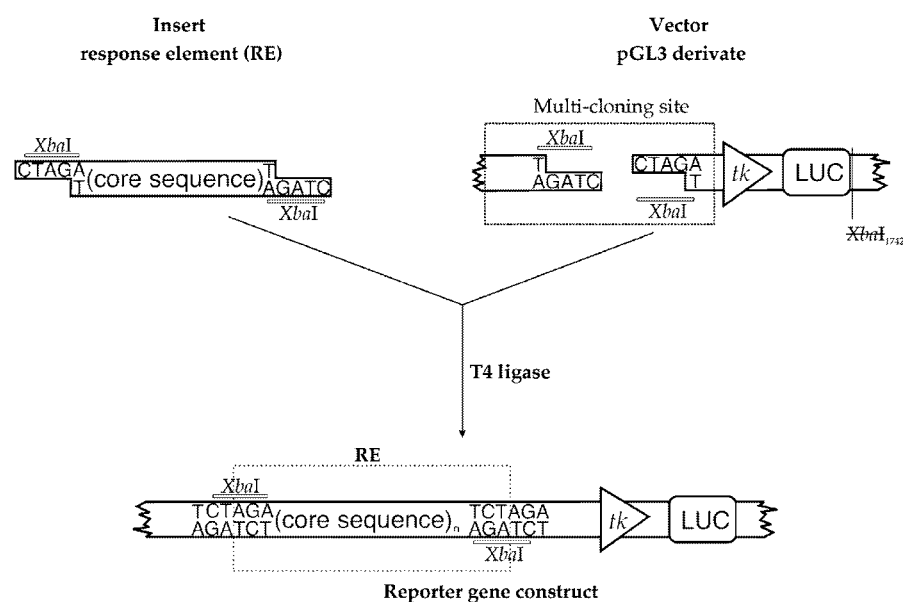 Insert
response element (RE)
Vector
pGL3 derivate
Multi-cloning site
XbaI
CTAGA
T
(core sequence)
T
AGATC
XbaI
XbaI
T
AGATC
CTAGA
T
XbaI
tk
LUC
XbaI1742
T4 ligase
RE
XbaI
TCTAGA
AGATCT
(core sequence)n
TCTAGA
AGATCT
XbaI
tk
LUC
Reporter gene construct